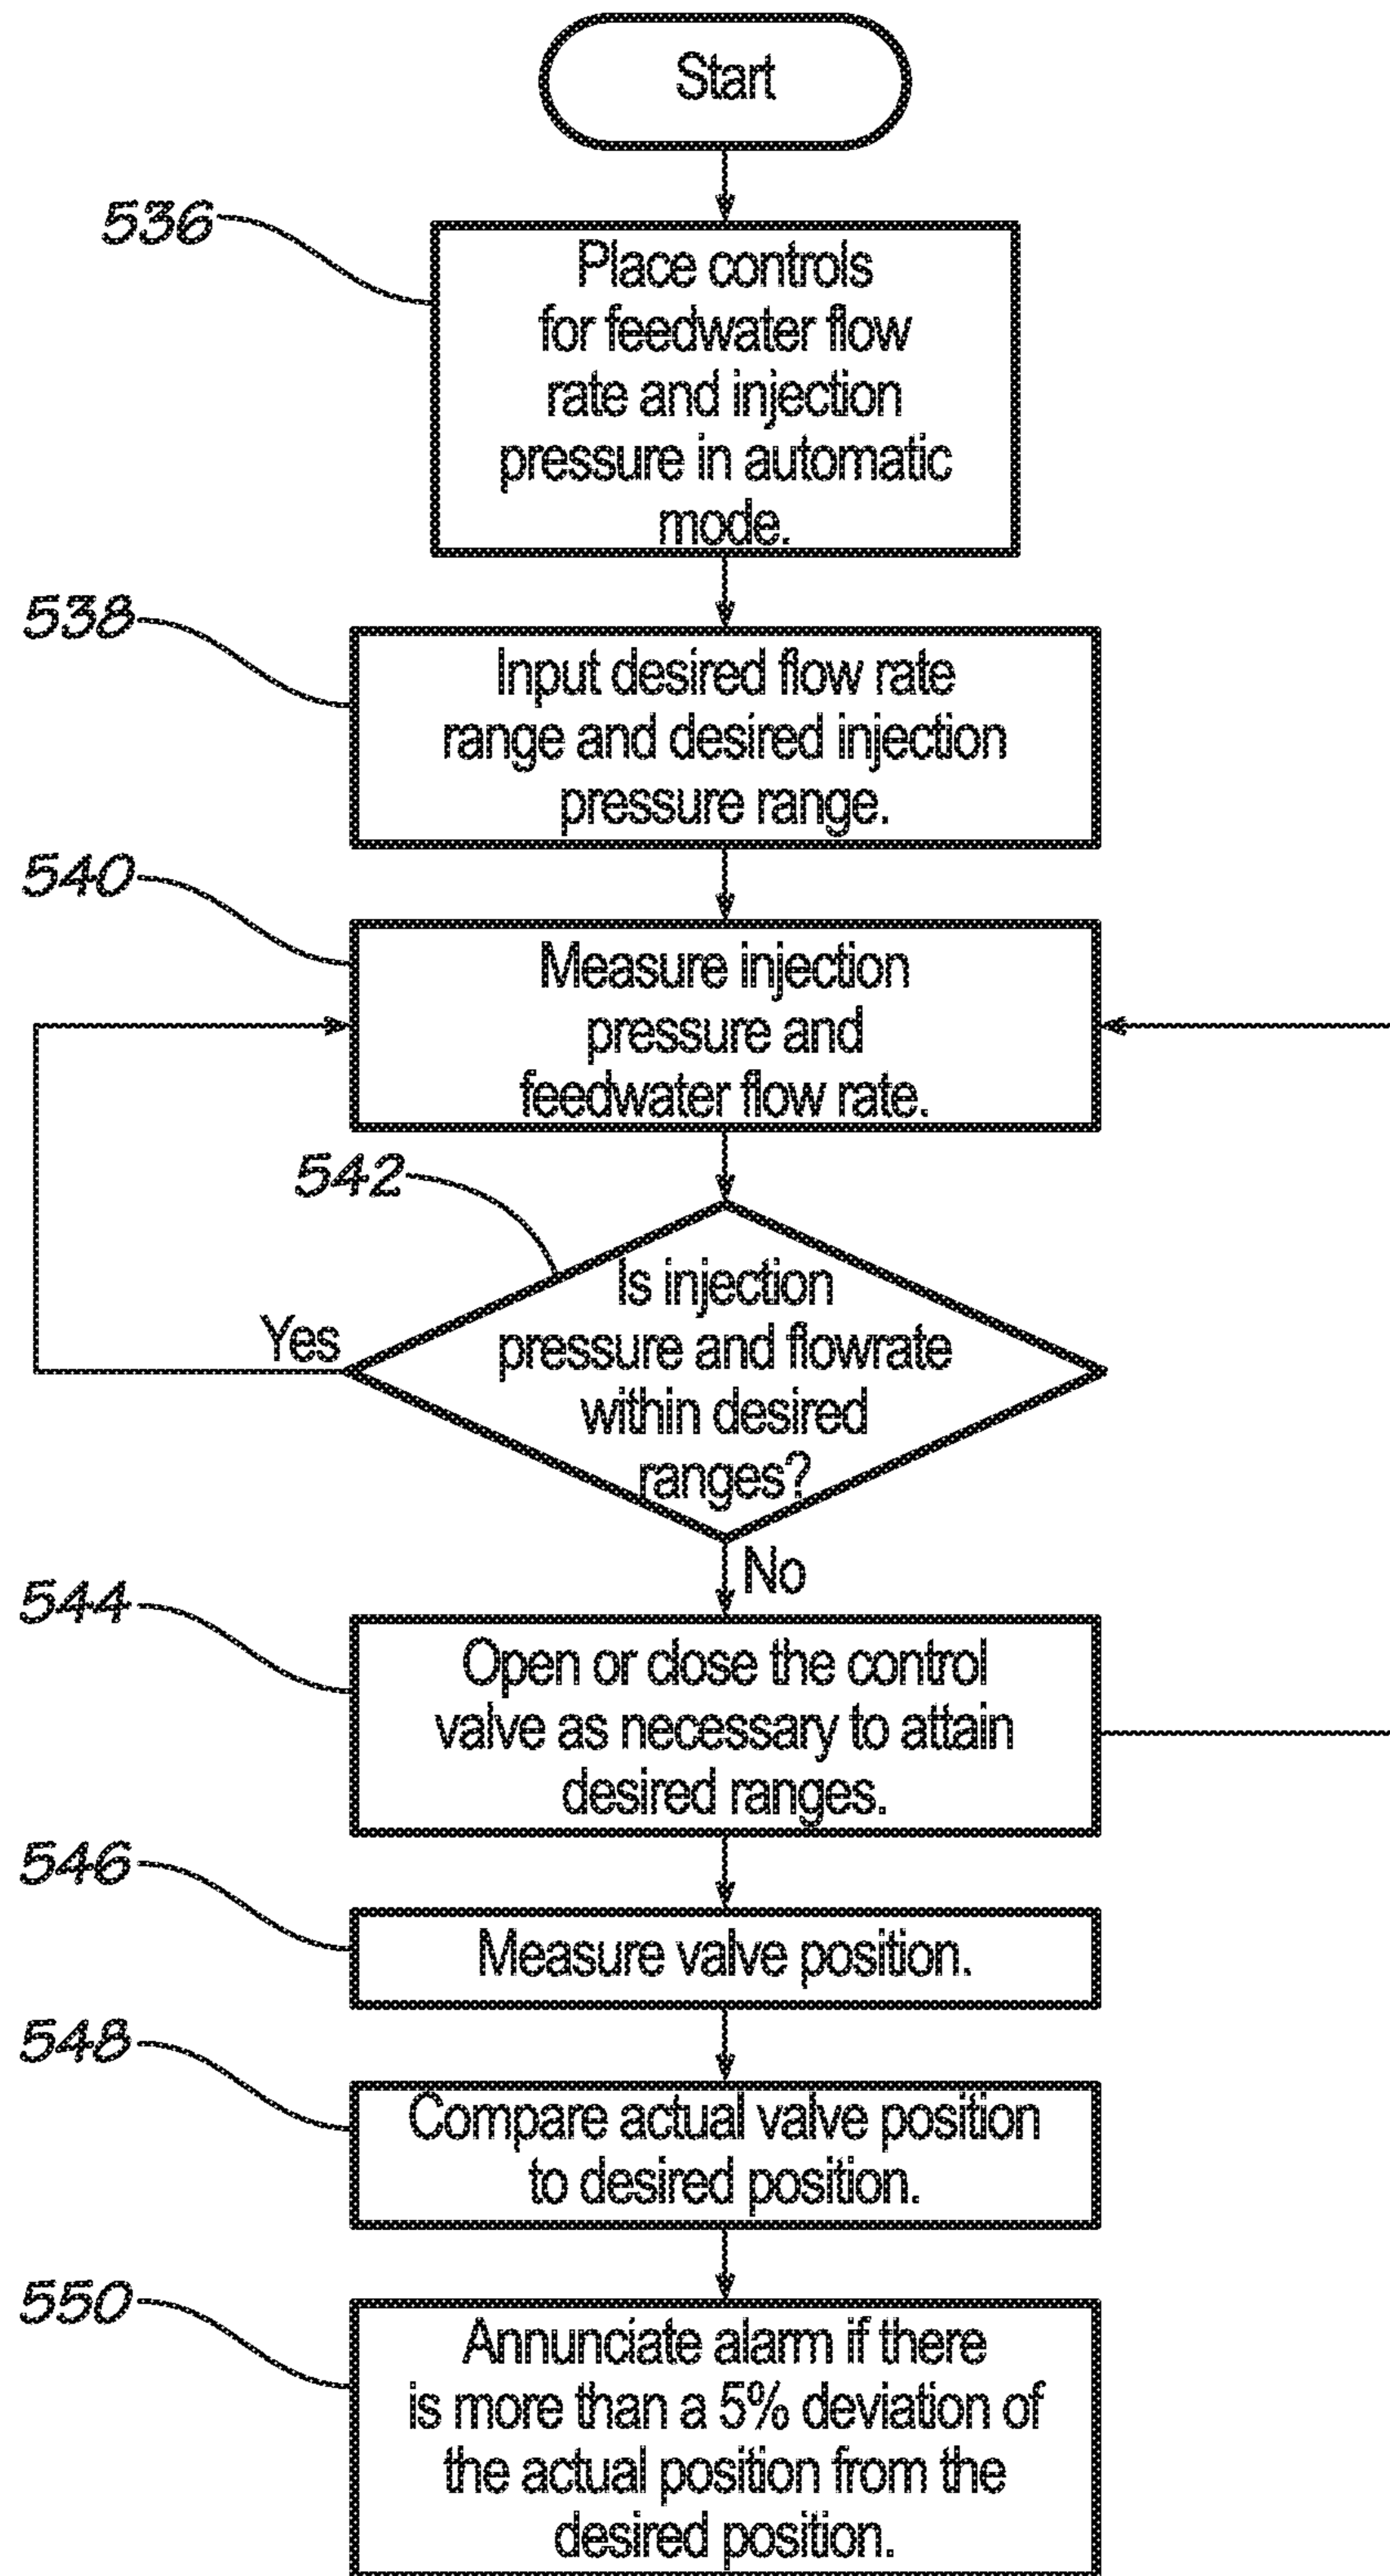 Start
536
Place controls
for feedwater flow
rate and injection
pressure in automatic
mode.
538
Input desired flow rate
range and desired injection
pressure range.
540
Measure injection
pressure and
feedwater flow rate.
542
Is injection
pressure and flowrate
within desired
ranges?
Yes
No
544
Open or close the control
valve as necessary to attain
desired ranges.
546
Measure valve position.
548
Compare actual valve position
to desired position.
550
Annunciate alarm if there
is more than a 5% deviation of
the actual position from the
desired position.